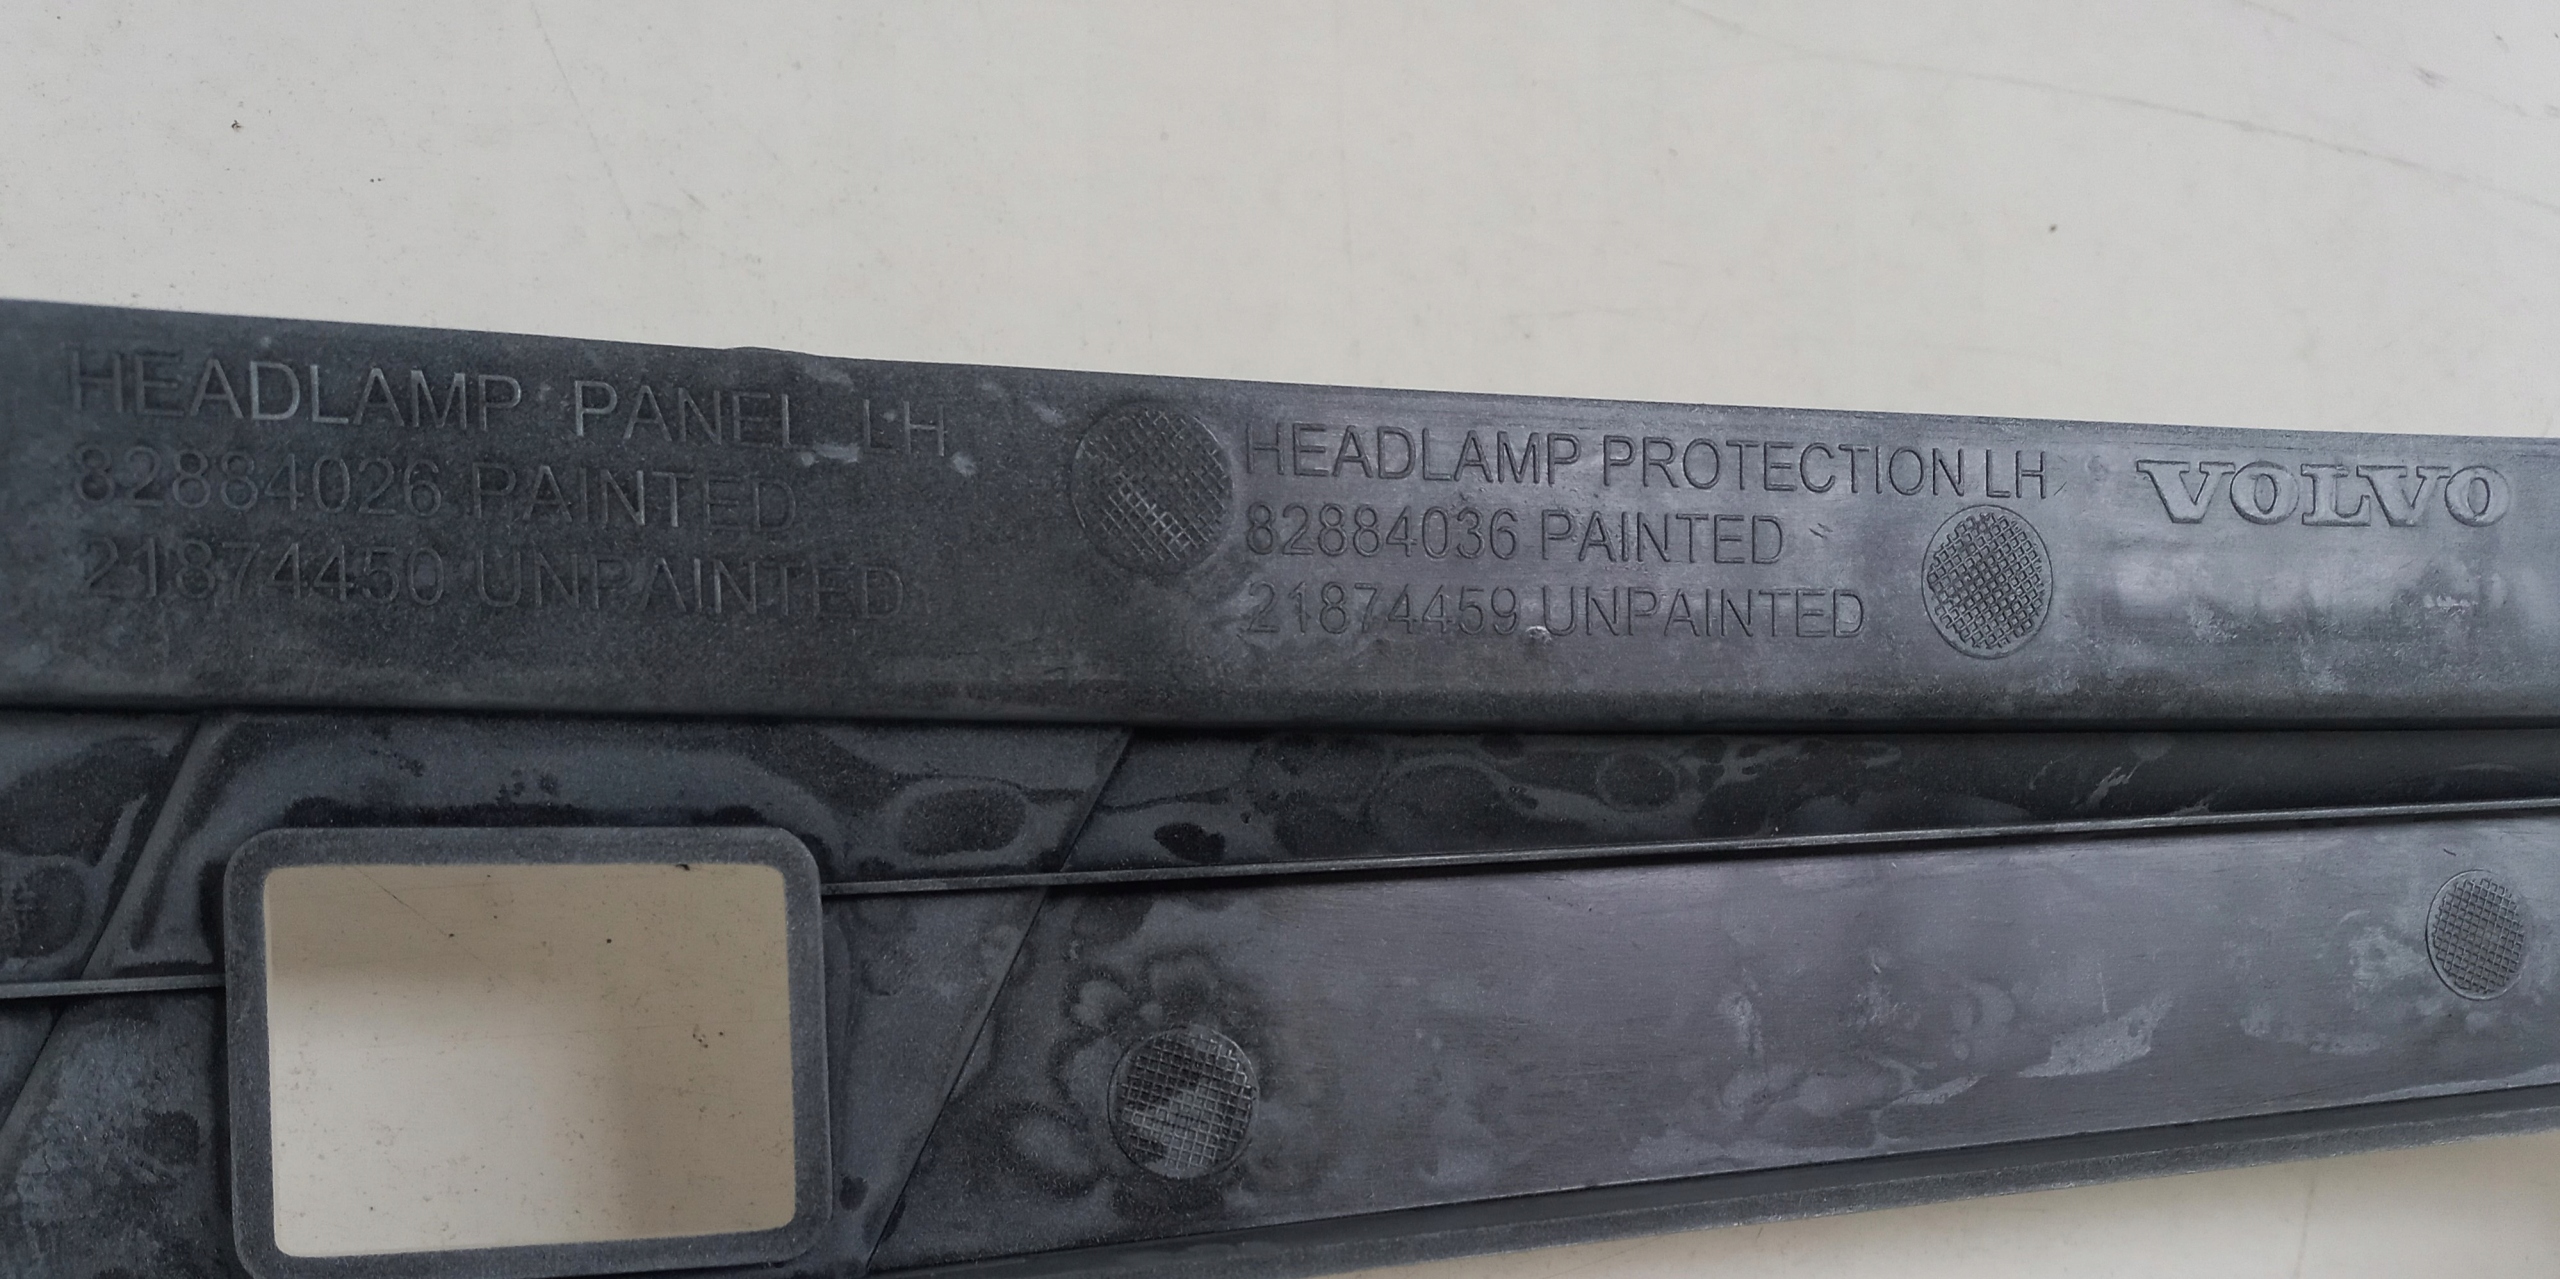 HEADLAMP PANEL LH
82884026 PAINTED
21874450 UNPAINTED
HEADLAMP PROTECTION LH
82884036 PAINTED
21874459 UNPAINTED
VOLVO